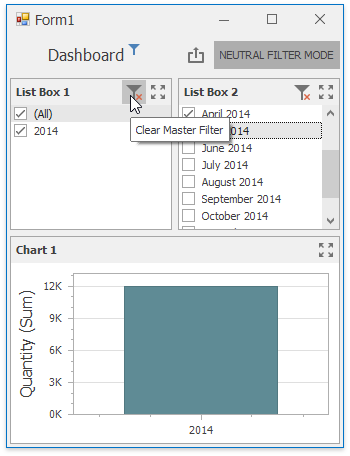 Form1
Dashboard
NEUTRAL FILTER MODE
List Box 1
(All)
2014
List Box 2
April 2014
2014
June 2014
July 2014
August 2014
September 2014
October 2014
Clear Master Filter
Chart 1
Quantity (Sum)
12K
9K
6K
3K
0K
2014